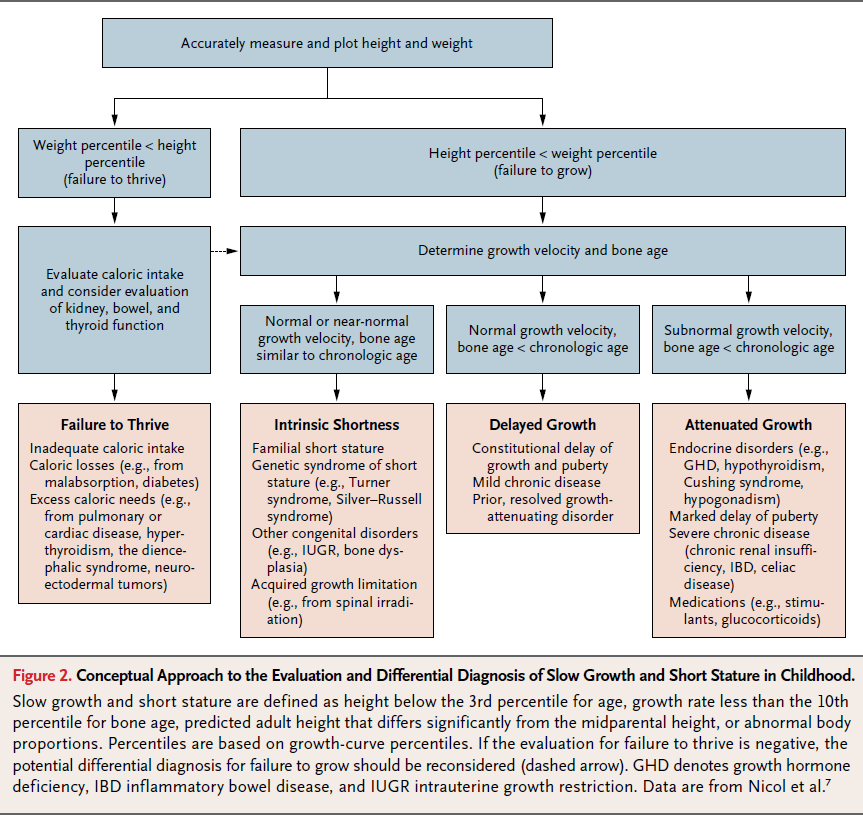 Accurately measure and plot height and weight
Weight percentile < height
percentile
(failure to thrive)
Height percentile < weight percentile
(failure to grow)
Evaluate caloric intake
and consider evaluation
of kidney, bowel, and
thyroid function
Determine growth velocity and bone age
Normal or near-normal
growth velocity, bone age
similar to chronologic age
Normal growth velocity,
bone age < chronologic age
Subnormal growth velocity,
bone age < chronologic age
Failure to Thrive
Inadequate caloric intake
Caloric losses (e.g., from
malabsorption, diabetes)
Excess caloric needs (e.g.,
from pulmonary or
cardiac disease, hyper-
thyroidism, the dience-
phalic syndrome, neuro-
ectodermal tumors)
Intrinsic Shortness
Familial short stature
Genetic syndrome of short
stature (e.g., Turner
syndrome, Silver–Russell
syndrome)
Other congenital disorders
(e.g., IUGR, bone dys-
plasia)
Acquired growth limitation
(e.g., from spinal irradi-
ation)
Delayed Growth
Constitutional delay of
growth and puberty
Mild chronic disease
Prior, resolved growth-
attenuating disorder
Attenuated Growth
Endocrine disorders (e.g.,
GHD, hypothyroidism,
Cushing syndrome,
hypogonadism)
Marked delay of puberty
Severe chronic disease
(chronic renal insuffi-
ciency, IBD, celiac
disease)
Medications (e.g., stimu-
lants, glucocorticoids)
Figure 2. Conceptual Approach to the Evaluation and Differential Diagnosis of Slow Growth and Short Stature in Childhood.
Slow growth and short stature are defined as height below the 3rd percentile for age, growth rate less than the 10th
percentile for bone age, predicted adult height that differs significantly from the midparental height, or abnormal body
proportions. Percentiles are based on growth-curve percentiles. If the evaluation for failure to thrive is negative, the
potential differential diagnosis for failure to grow should be reconsidered (dashed arrow). GHD denotes growth hormone
deficiency, IBD inflammatory bowel disease, and IUGR intrauterine growth restriction. Data are from Nicol et al.⁷